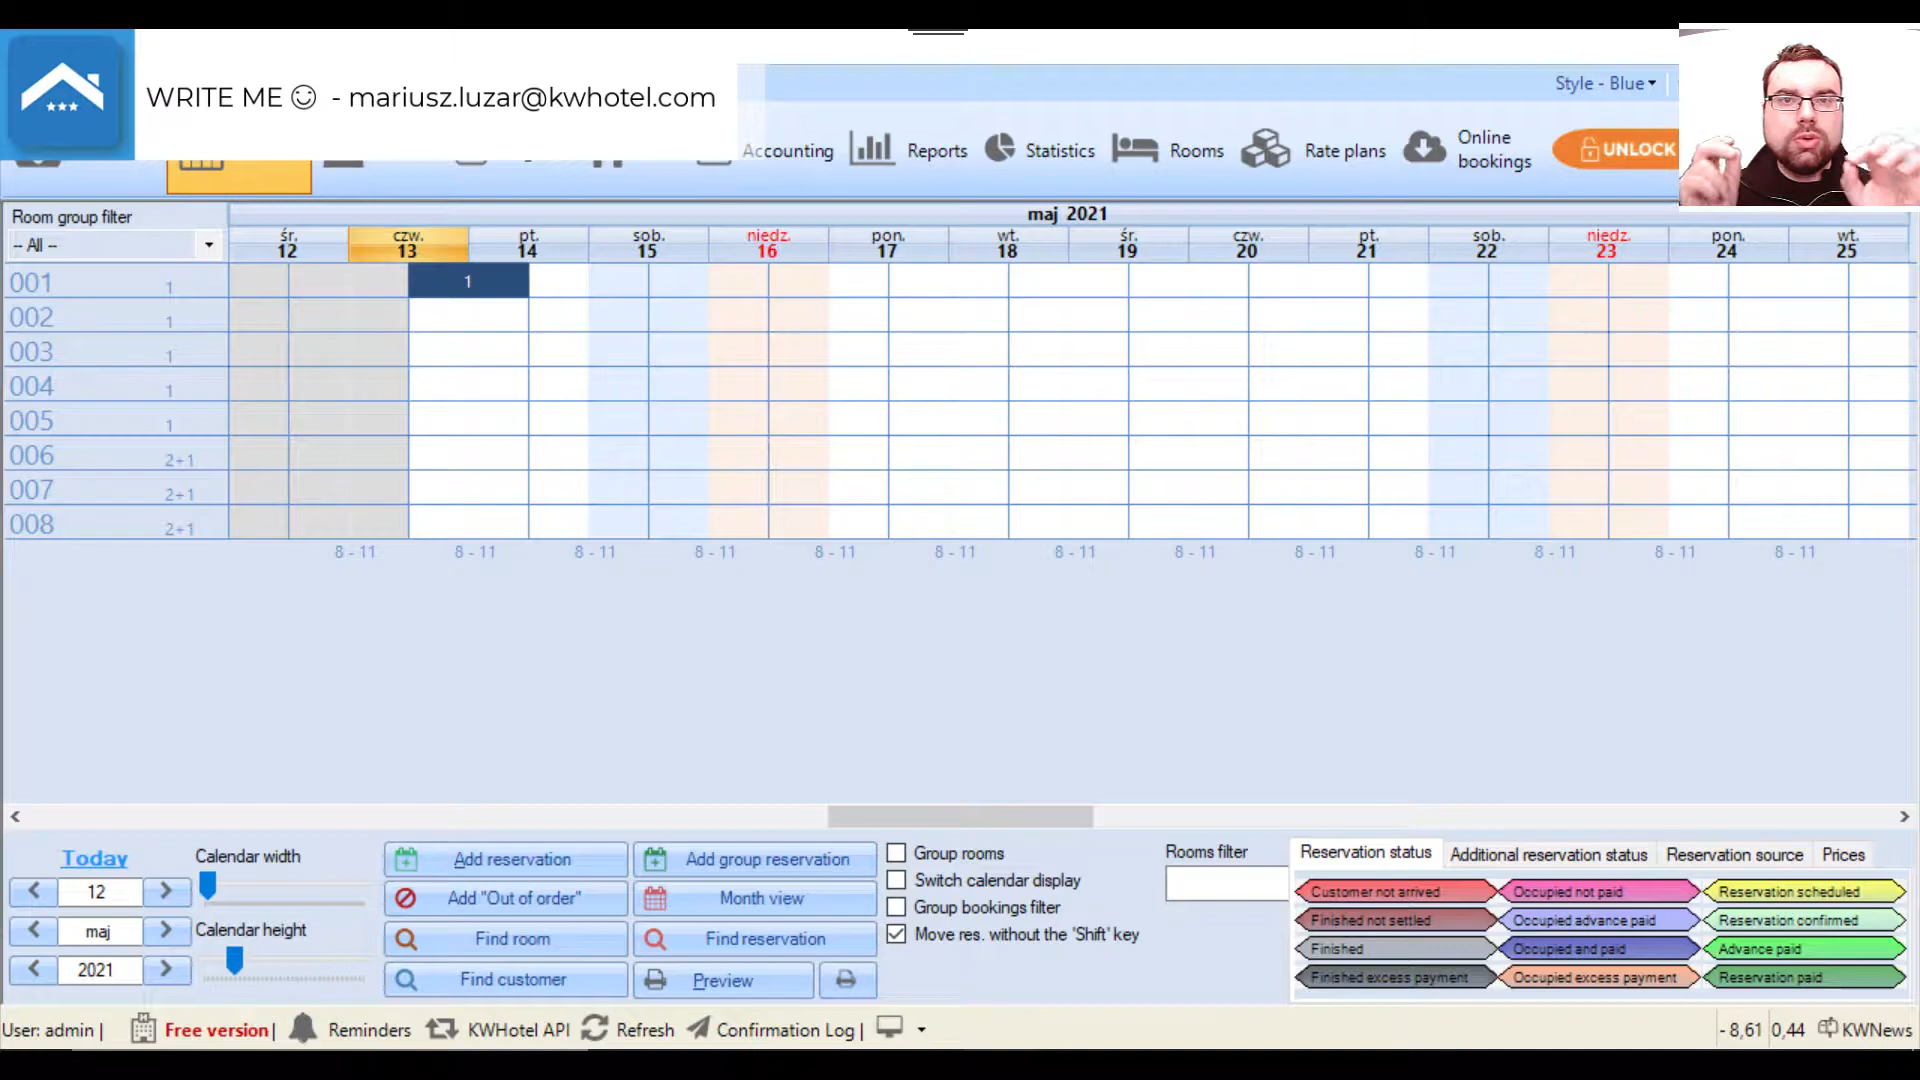 WRITE ME ☺ - mariusz.luzar@kwhotel.com
Style - Blue
Accounting
Reports
Statistics
Rooms
Rate plans
Online
bookings
UNLOCK
Room group filter
-- All --
maj 2021
śr. czw. pt. sob. niedz. pon. wt. śr. czw. pt. sob. niedz. pon. wt.
12 13 14 15 16 17 18 19 20 21 22 23 24 25
001 1 1
002 1
003 1
004 1
005 1
006 2+1
007 2+1
008 2+1
8 - 11 8 - 11 8 - 11 8 - 11 8 - 11 8 - 11 8 - 11 8 - 11 8 - 11 8 - 11 8 - 11 8 - 11 8 - 11
Today
12
maj
2021
Calendar width
Calendar height
Add reservation
Add group reservation
Add "Out of order"
Month view
Find room
Find reservation
Find customer
Preview
Group rooms
Switch calendar display
Group bookings filter
Move res. without the 'Shift' key
Rooms filter
Reservation status Additional reservation status Reservation source Prices
Customer not arrived Occupied not paid Reservation scheduled
Finished not settled Occupied advance paid Reservation confirmed
Finished Occupied and paid Advance paid
Finished excess payment Occupied excess payment Reservation paid
User: admin | Free version | Reminders KWHotel API Refresh Confirmation Log | - 8,61 0,44 KWNews